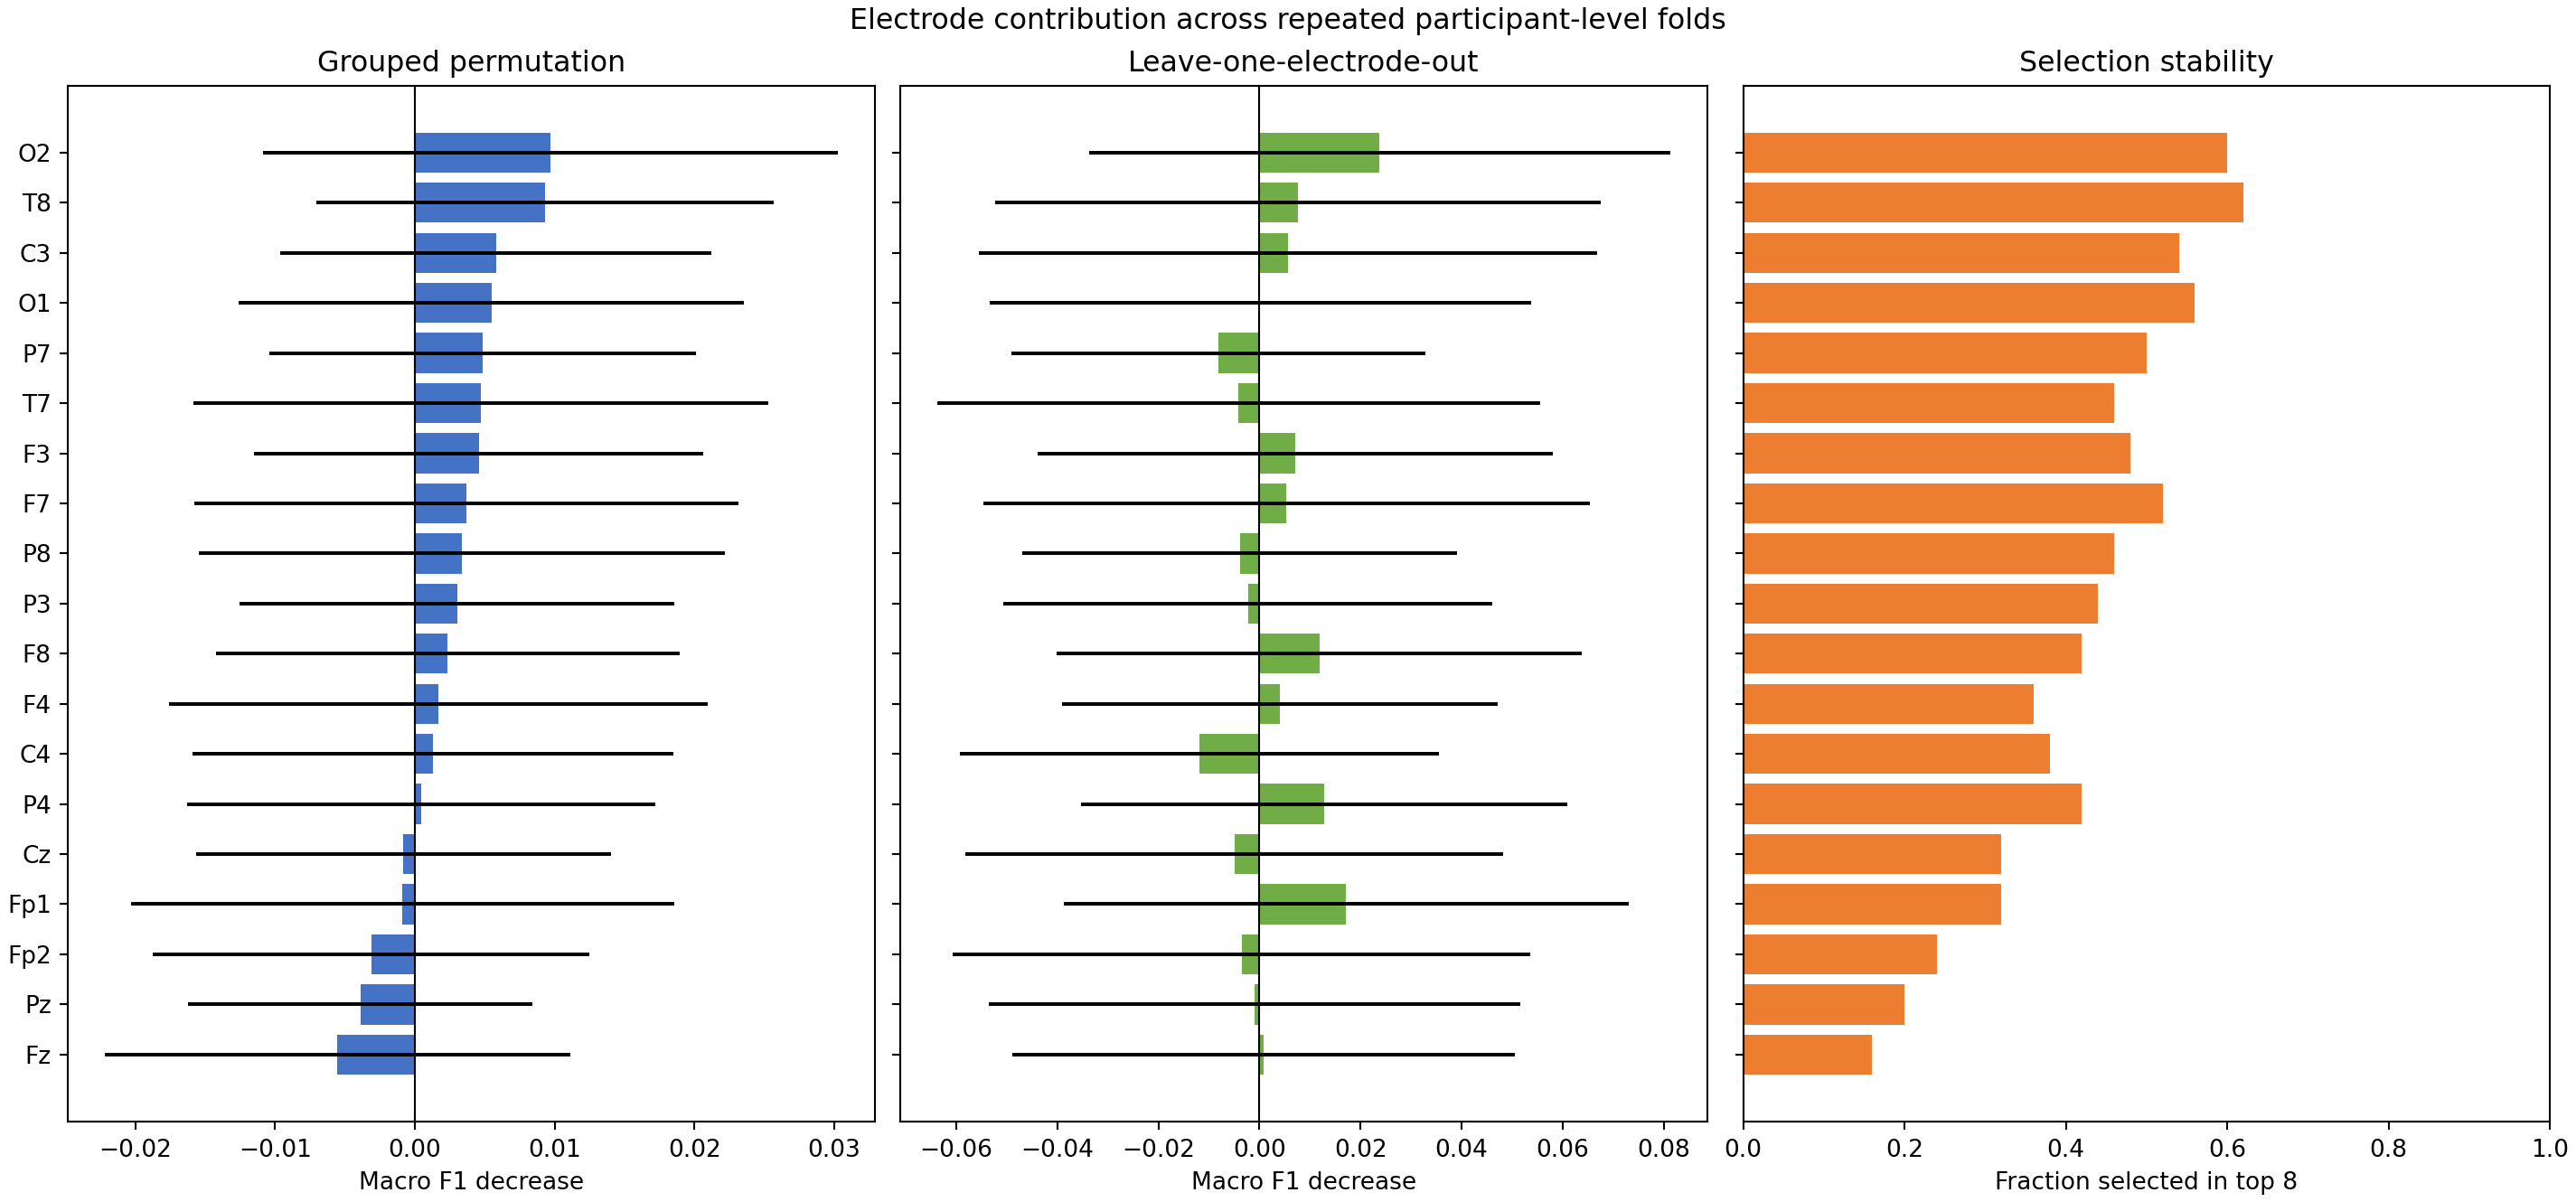 Electrode contribution across repeated participant-level folds
Grouped permutation
Leave-one-electrode-out
Selection stability
O2
T8
C3
O1
P7
T7
F3
F7
P8
P3
F8
F4
C4
P4
Cz
Fp1
Fp2
Pz
Fz
−0.02 −0.01 0.00 0.01 0.02 0.03
Macro F1 decrease
−0.06 −0.04 −0.02 0.00 0.02 0.04 0.06 0.08
Macro F1 decrease
0.0 0.2 0.4 0.6 0.8 1.0
Fraction selected in top 8